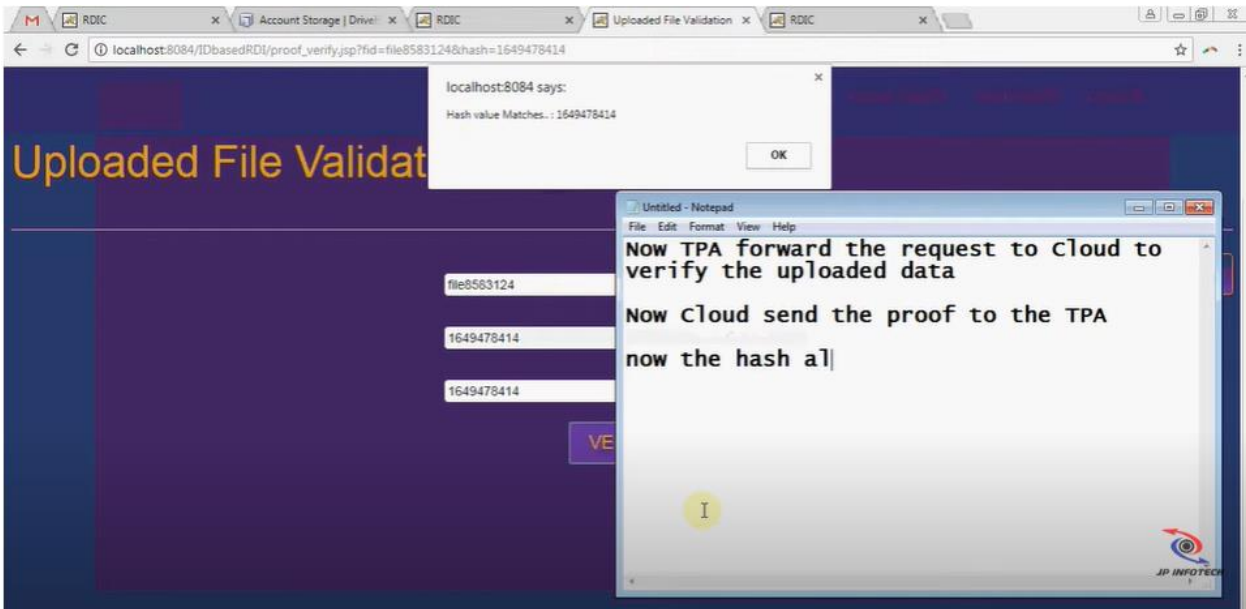 RDIC
Account Storage | Drive
RDIC
Uploaded File Validation
RDIC
localhost:8084/IDbasedRDI/proof_verify.jsp?fid=file8583124&hash=1649478414
localhost:8084 says:
Hash value Matches.. : 1649478414
OK
Uploaded File Validat
Untitled - Notepad
File Edit Format View Help
Now TPA forward the request to Cloud to
verify the uploaded data
Now Cloud send the proof to the TPA
now the hash al
file8583124
1649478414
1649478414
VE
JP INFOTECH